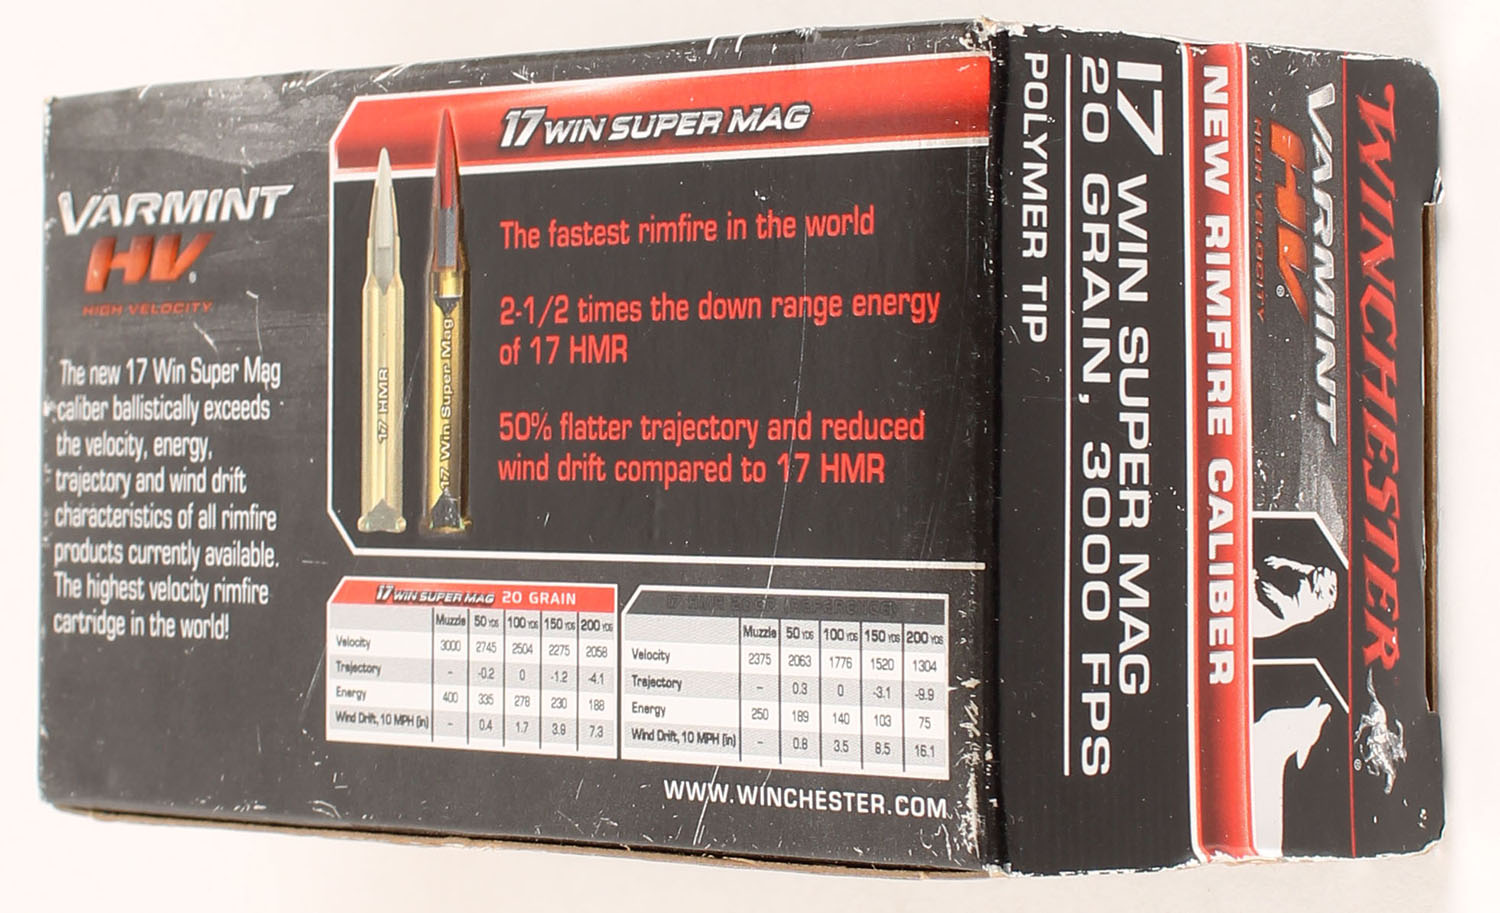 VARMINT
HV®
HIGH VELOCITY
The new 17 Win Super Mag
caliber ballistically exceeds
the velocity, energy,
trajectory and wind drift
characteristics of all rimfire
products currently available.
The highest velocity rimfire
cartridge in the world!
17 WIN SUPER MAG
17 HMR
17 Win Super Mag
The fastest rimfire in the world
2-1/2 times the down range energy
of 17 HMR
50% flatter trajectory and reduced
wind drift compared to 17 HMR
17 WIN SUPER MAG 20 GRAIN
Muzzle 50 YDS 100 YDS 150 YDS 200 YDS
Velocity 3000 2745 2504 2275 2058
Trajectory - -0.2 0 -1.2 -4.1
Energy 400 335 278 230 188
Wind Drift, 10 MPH (in) - 0.4 1.7 3.9 7.3
17 HMR
Muzzle 50 YDS 100 YDS 150 YDS 200 YDS
Velocity 2375 2063 1776 1520 1304
Trajectory - 0.3 0 -3.1 -9.9
Energy 250 189 140 103 75
Wind Drift, 10 MPH (in) - 0.8 3.5 8.5 16.1
WWW.WINCHESTER.COM
WINCHESTER®
VARMINT
HV®
HIGH VELOCITY
NEW RIMFIRE CALIBER
17 WIN SUPER MAG
20 GRAIN, 3000 FPS
POLYMER TIP